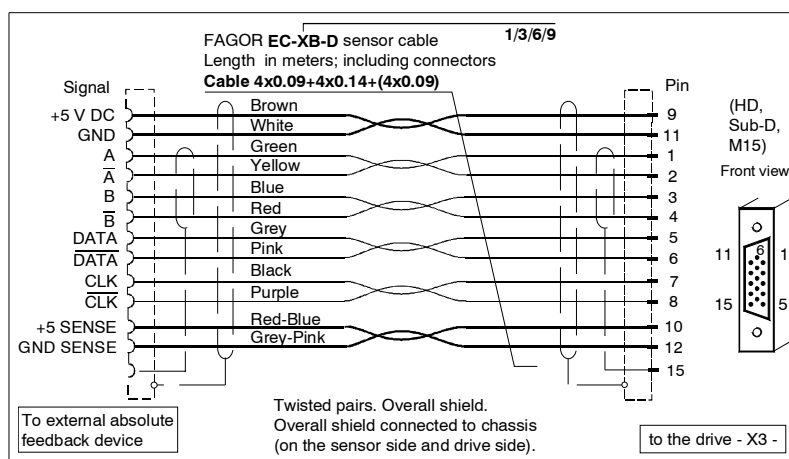 FAGOR EC-XB-D sensor cable 1/3/6/9
Length in meters; including connectors
Cable 4x0.09+4x0.14+(4x0.09)
Signal Pin
+5 V DC Brown 9
GND White 11
A Green 1
A̅ Yellow 2
B Blue 3
B̅ Red 4
DATA Grey 5
D̅A̅T̅A̅ Pink 6
CLK Black 7
C̅L̅K̅ Purple 8
+5 SENSE Red-Blue 10
GND SENSE Grey-Pink 12
15
(HD,
Sub-D,
M15)
Front view
11 6 1
15 5
To external absolute
feedback device
Twisted pairs. Overall shield.
Overall shield connected to chassis
(on the sensor side and drive side).
to the drive - X3 -